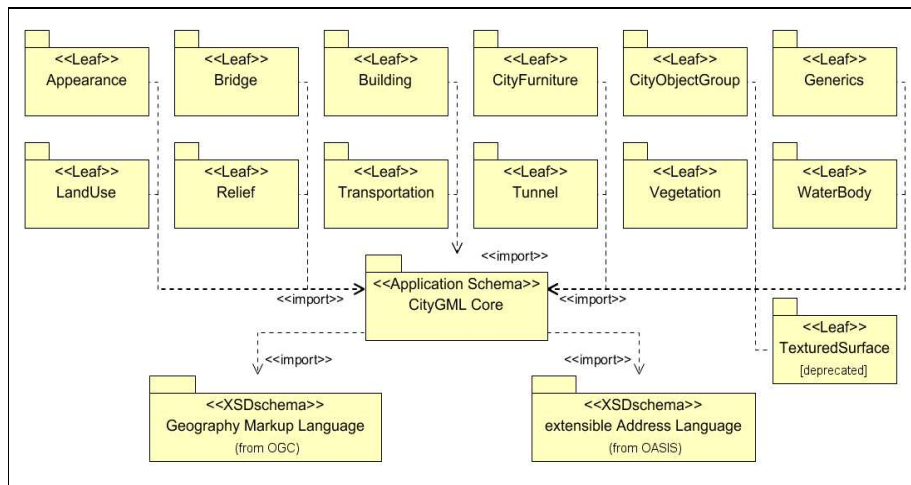 <<Leaf>>
Appearance
<<Leaf>>
Bridge
<<Leaf>>
Building
<<Leaf>>
CityFurniture
<<Leaf>>
CityObjectGroup
<<Leaf>>
Generics
<<Leaf>>
LandUse
<<Leaf>>
Relief
<<Leaf>>
Transportation
<<Leaf>>
Tunnel
<<Leaf>>
Vegetation
<<Leaf>>
WaterBody
<<import>>
<<Application Schema>>
CityGML Core
<<import>>
<<import>>
<<Leaf>>
TexturedSurface
[deprecated]
<<import>>
<<import>>
<<XSDschema>>
Geography Markup Language
(from OGC)
<<XSDschema>>
extensible Address Language
(from OASIS)